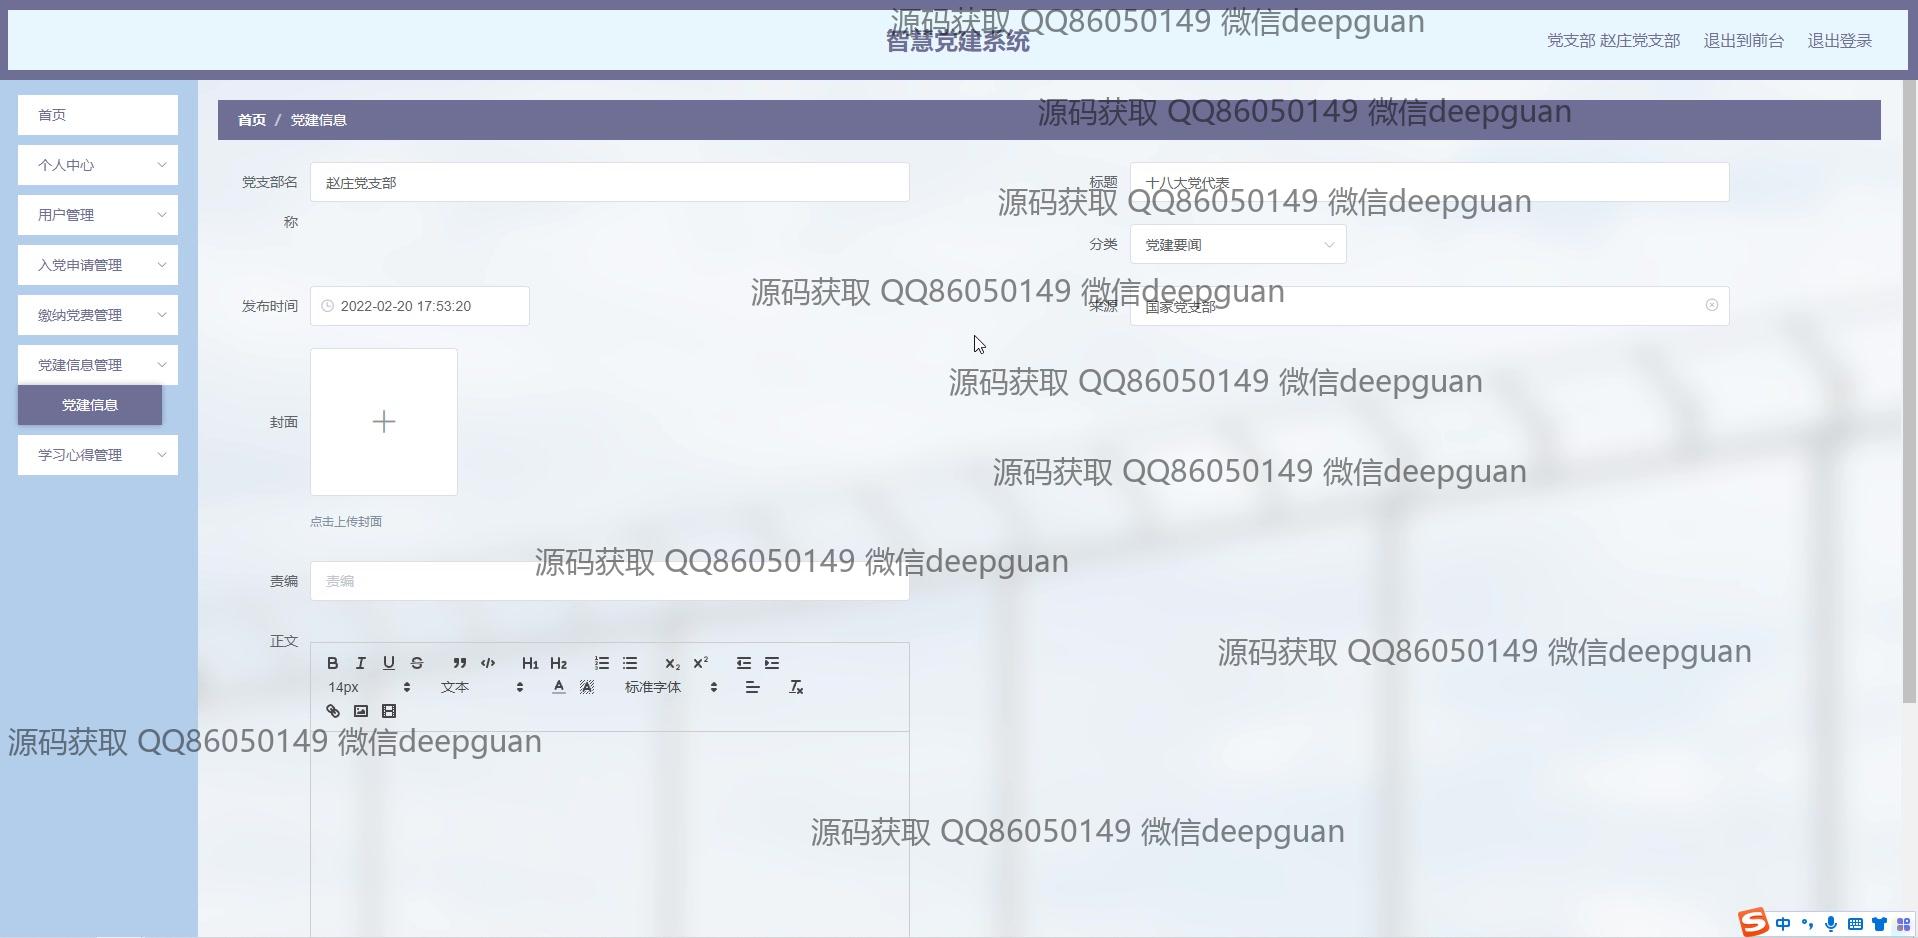 源码获取 QQ86050149 微信deepguan
智慧党建系统
党支部 赵庄党支部 退出到前台 退出登录
首页
个人中心
用户管理
入党申请管理
缴纳党费管理
党建信息管理
党建信息
学习心得管理
首页 / 党建信息
源码获取 QQ86050149 微信deepguan
党支部名称
赵庄党支部
标题
十八大党代表
源码获取 QQ86050149 微信deepguan
分类
党建要闻
源码获取 QQ86050149 微信deepguan
发布时间
2022-02-20 17:53:20
来源
国家党支部
源码获取 QQ86050149 微信deepguan
封面
点击上传封面
源码获取 QQ86050149 微信deepguan
源码获取 QQ86050149 微信deepguan
责编
责编
正文
B I U S H1 H2 X2 X2
14px 文本 A A 标准字体 Tx
源码获取 QQ86050149 微信deepguan
源码获取 QQ86050149 微信deepguan
源码获取 QQ86050149 微信deepguan
S 中